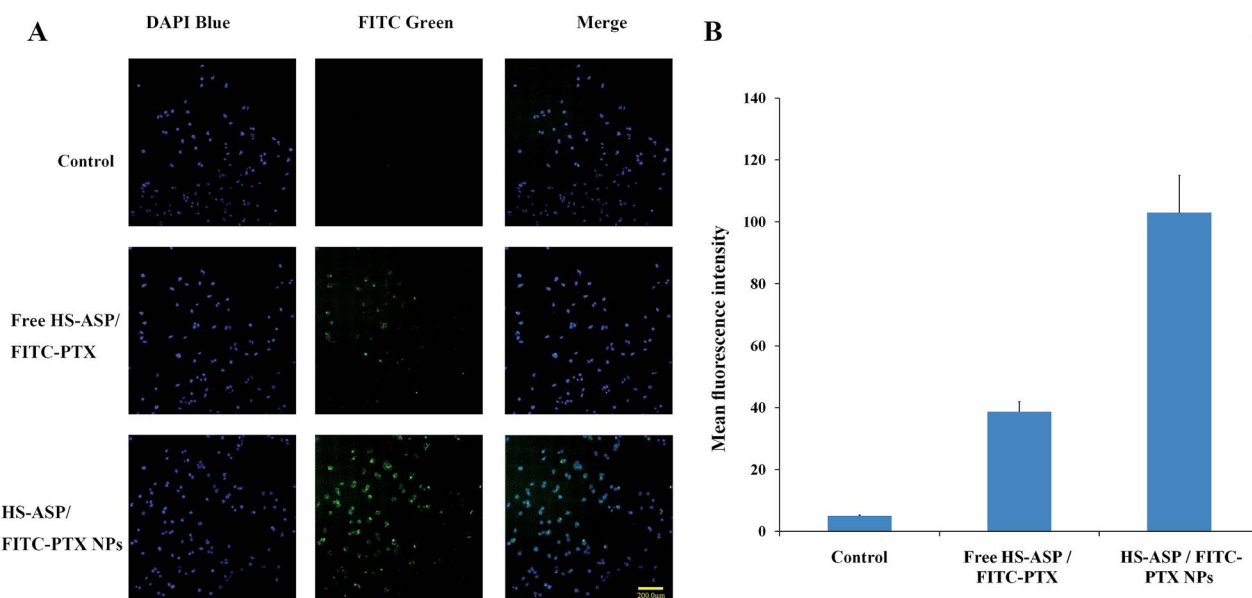 A
DAPI Blue
FITC Green
Merge
Control
Free HS-ASP/
FITC-PTX
HS-ASP/
FITC-PTX NPs
200.0um
B
Mean fluorescence intensity
140
120
100
80
60
40
20
0
Control
Free HS-ASP /
FITC-PTX
HS-ASP / FITC-
PTX NPs